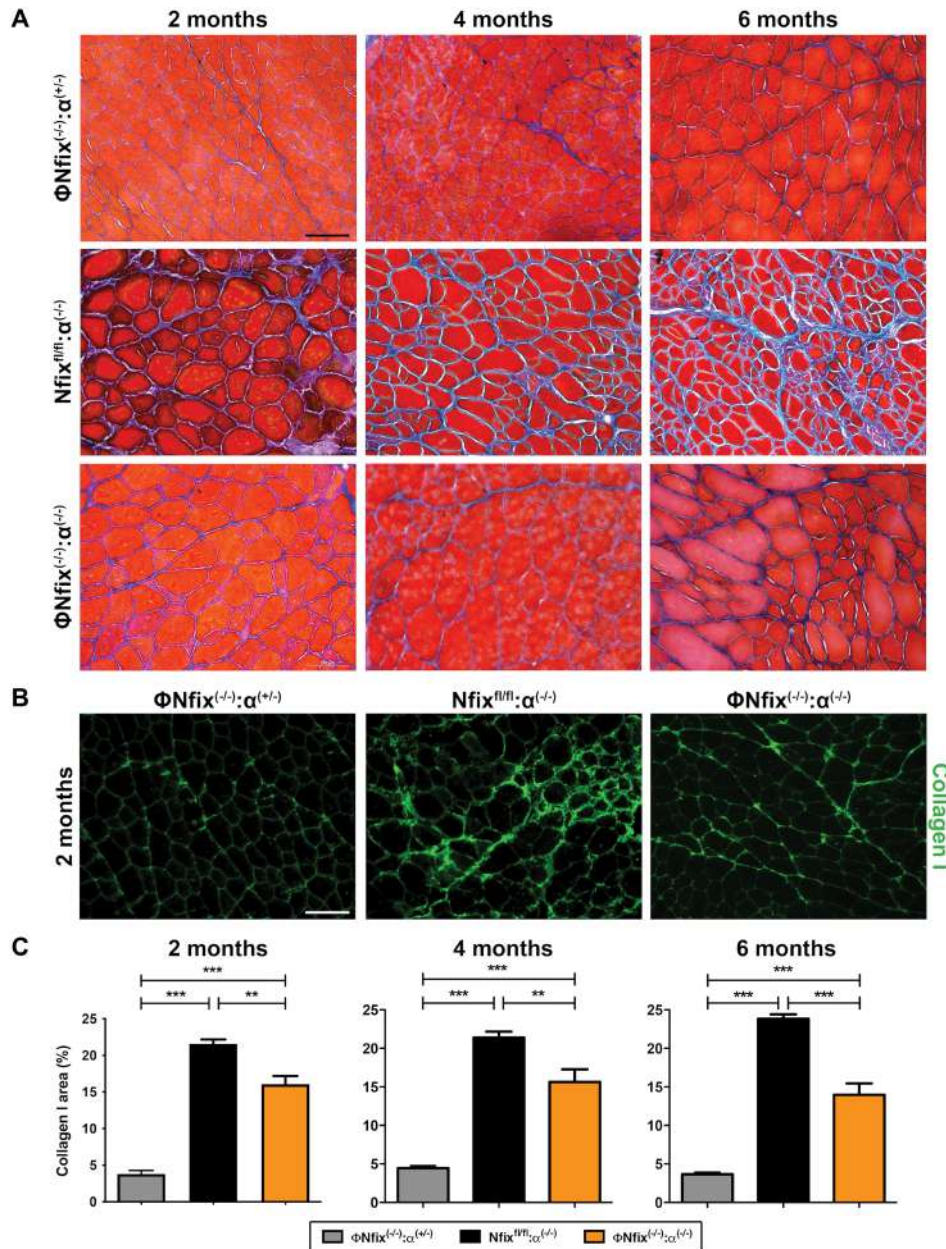 A
2 months 4 months 6 months
ΦNfix(-/-):α(+/-)
Nfixfl/fl:α(-/-)
ΦNfix(-/-):α(-/-)
B
ΦNfix(-/-):α(+/-) Nfixfl/fl:α(-/-) ΦNfix(-/-):α(-/-)
2 months
Collagen I
C
2 months 4 months 6 months
*** *** ***
*** ** *** ** *** ***
Collagen I area (%)
25 25 25
20 20 20
15 15 15
10 10 10
5 5 5
0 0 0
ΦNfix(-/-):α(+/-) Nfixfl/fl:α(-/-) ΦNfix(-/-):α(-/-)